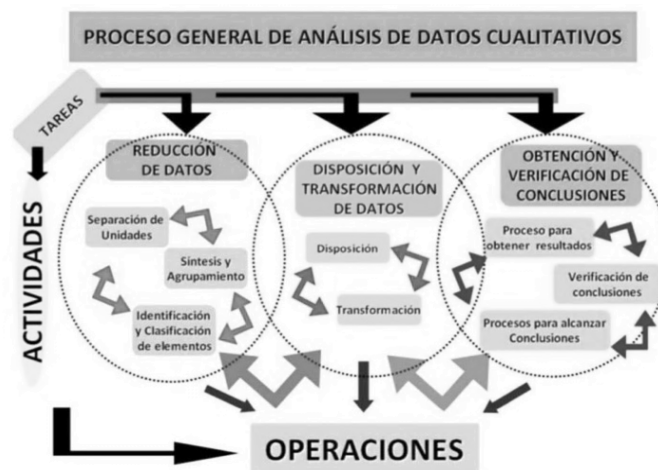 PROCESO GENERAL DE ANÁLISIS DE DATOS CUALITATIVOS
TAREAS
ACTIVIDADES
REDUCCIÓN
DE DATOS
Separación de
Unidades
Síntesis y
Agrupamiento
Identificación
y Clasificación
de elementos
DISPOSICIÓN Y
TRANSFORMACIÓN
DE DATOS
Disposición
Transformación
OBTENCIÓN Y
VERIFICACIÓN DE
CONCLUSIONES
Proceso para
obtener resultados
Verificación de
conclusiones
Procesos para alcanzar
Conclusiones
OPERACIONES